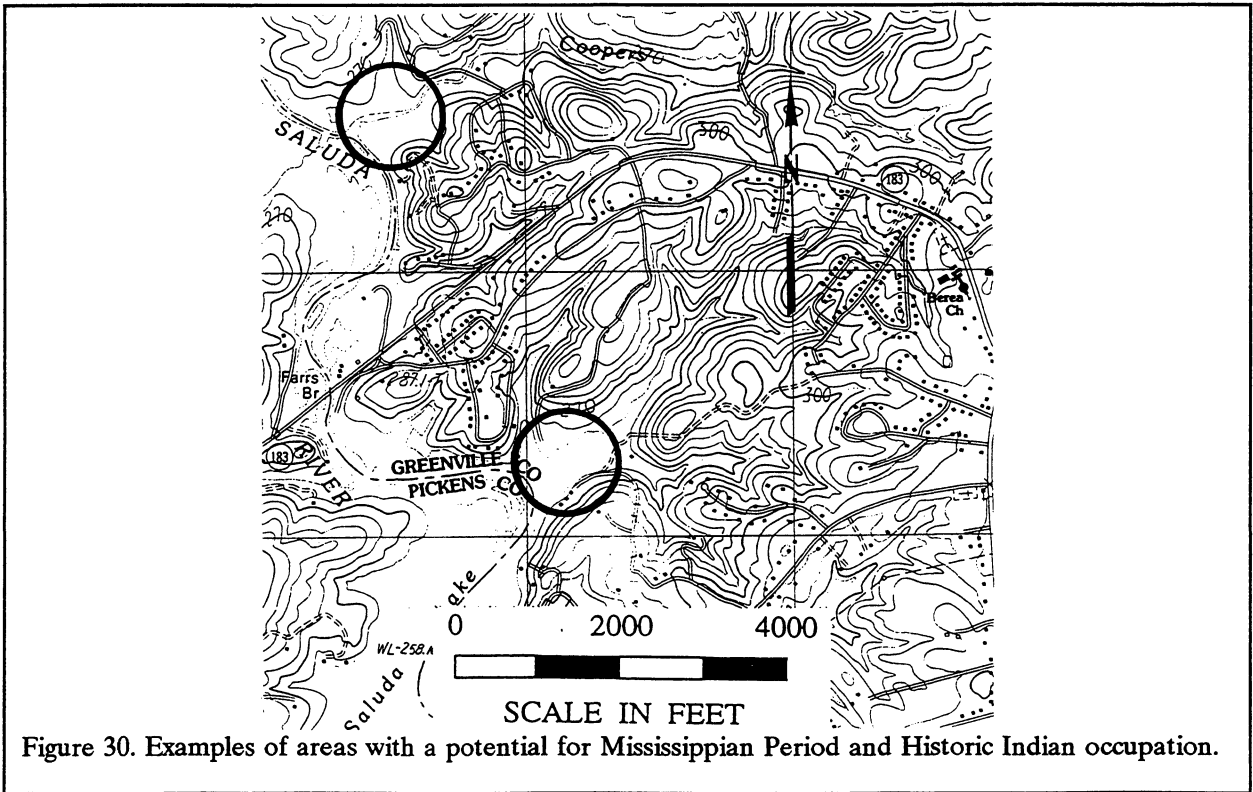 Coopers
270
270
SALUDA
300
N
183
300
270
Berea
Ch
Farrs
Br
287.1
300
183
RIVER
GREENVILLE CO
PICKENS CO
ake
0 2000 4000
WL-258.A
Saluda
SCALE IN FEET
Figure 30. Examples of areas with a potential for Mississippian Period and Historic Indian occupation.